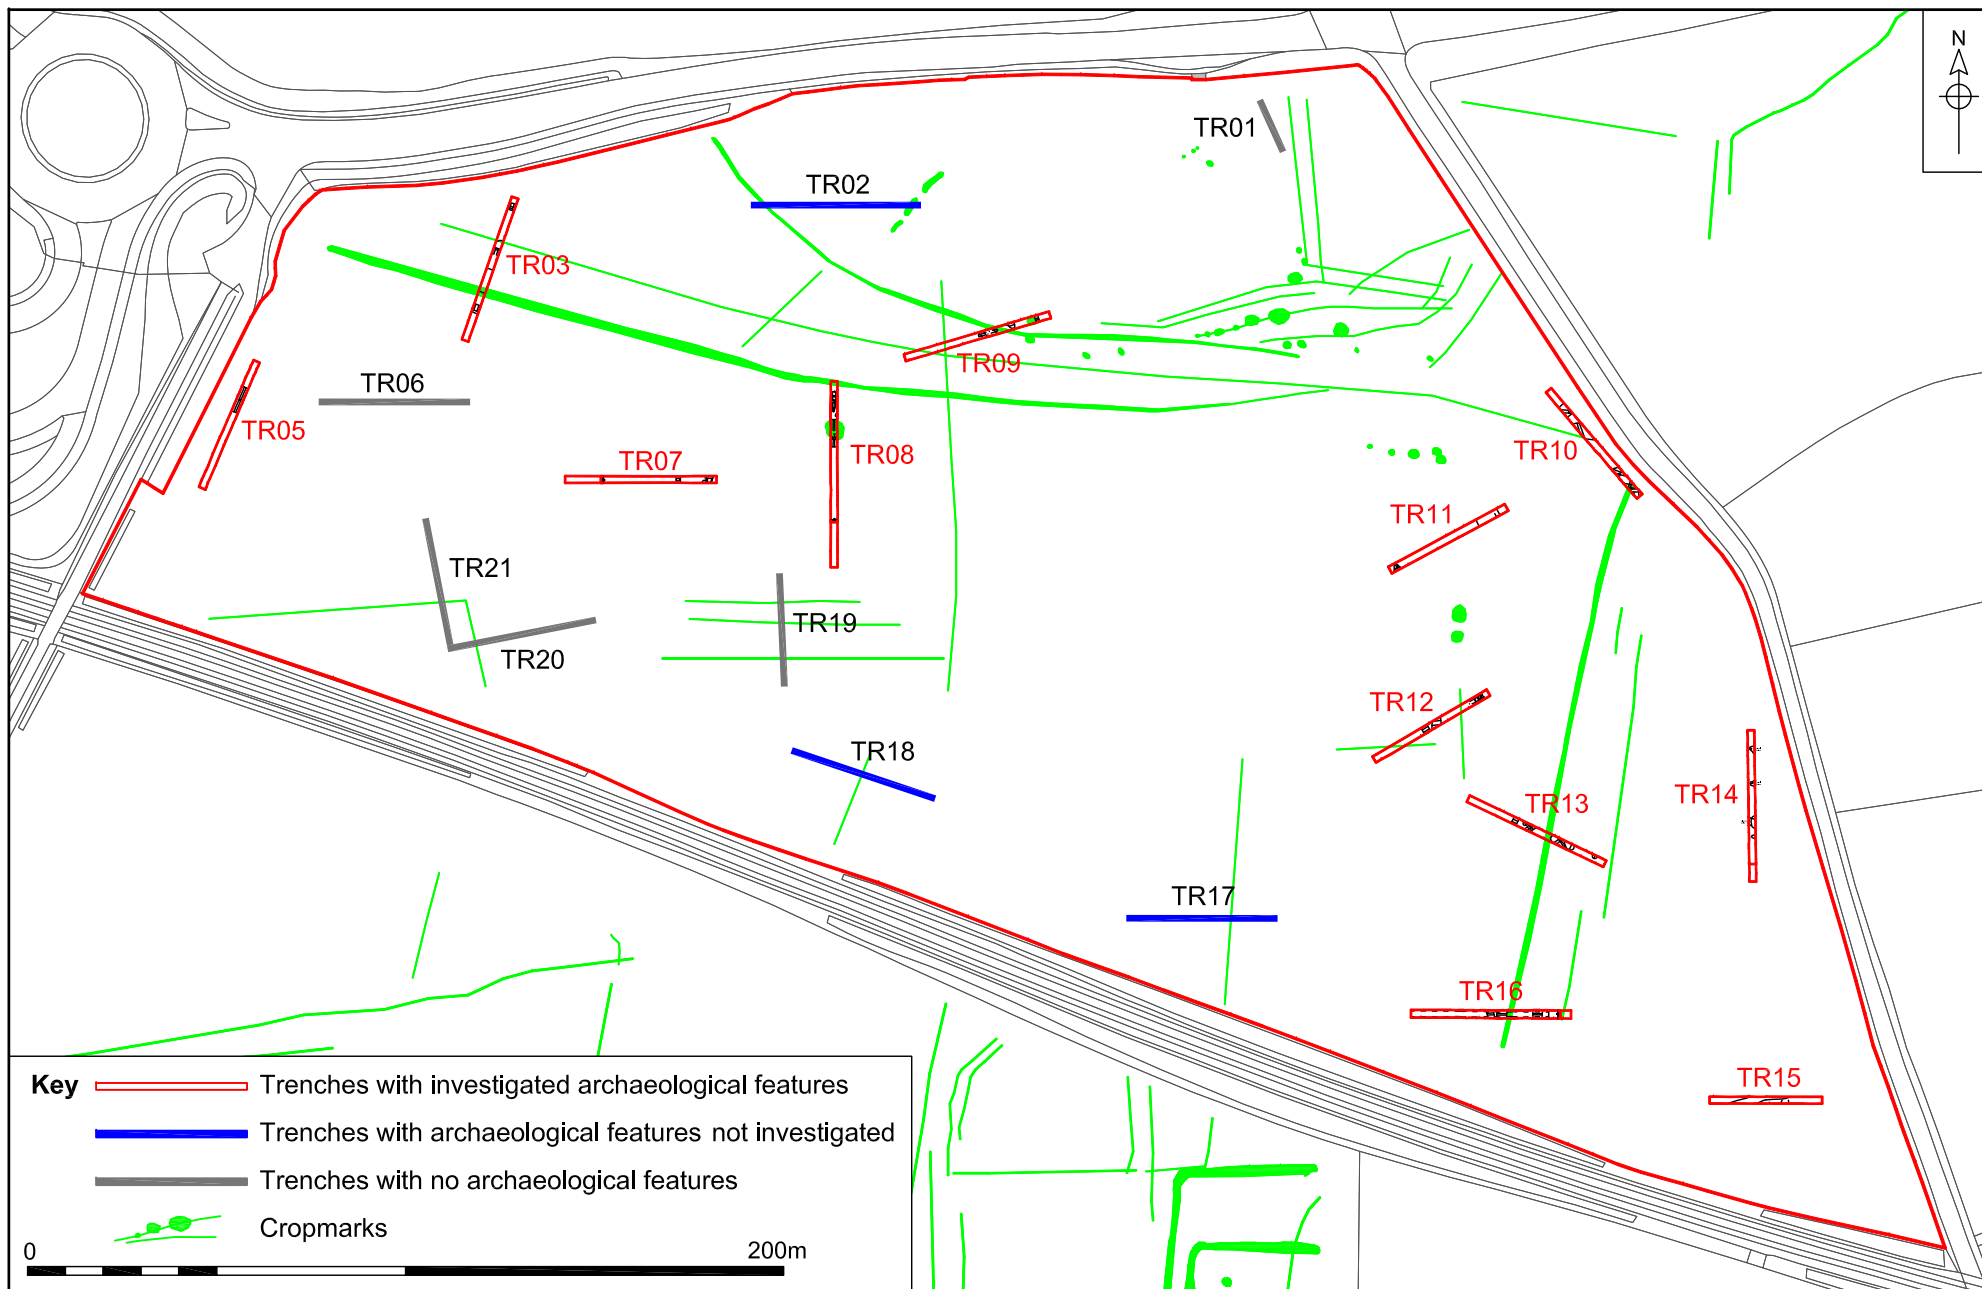 N
TR01
TR02
TR03
TR09
TR06
TR05
TR07
TR08
TR10
TR11
TR21
TR19
TR20
TR12
TR18
TR13
TR14
TR17
TR16
TR15
Key
Trenches with investigated archaeological features
Trenches with archaeological features not investigated
Trenches with no archaeological features
Cropmarks
0 200m